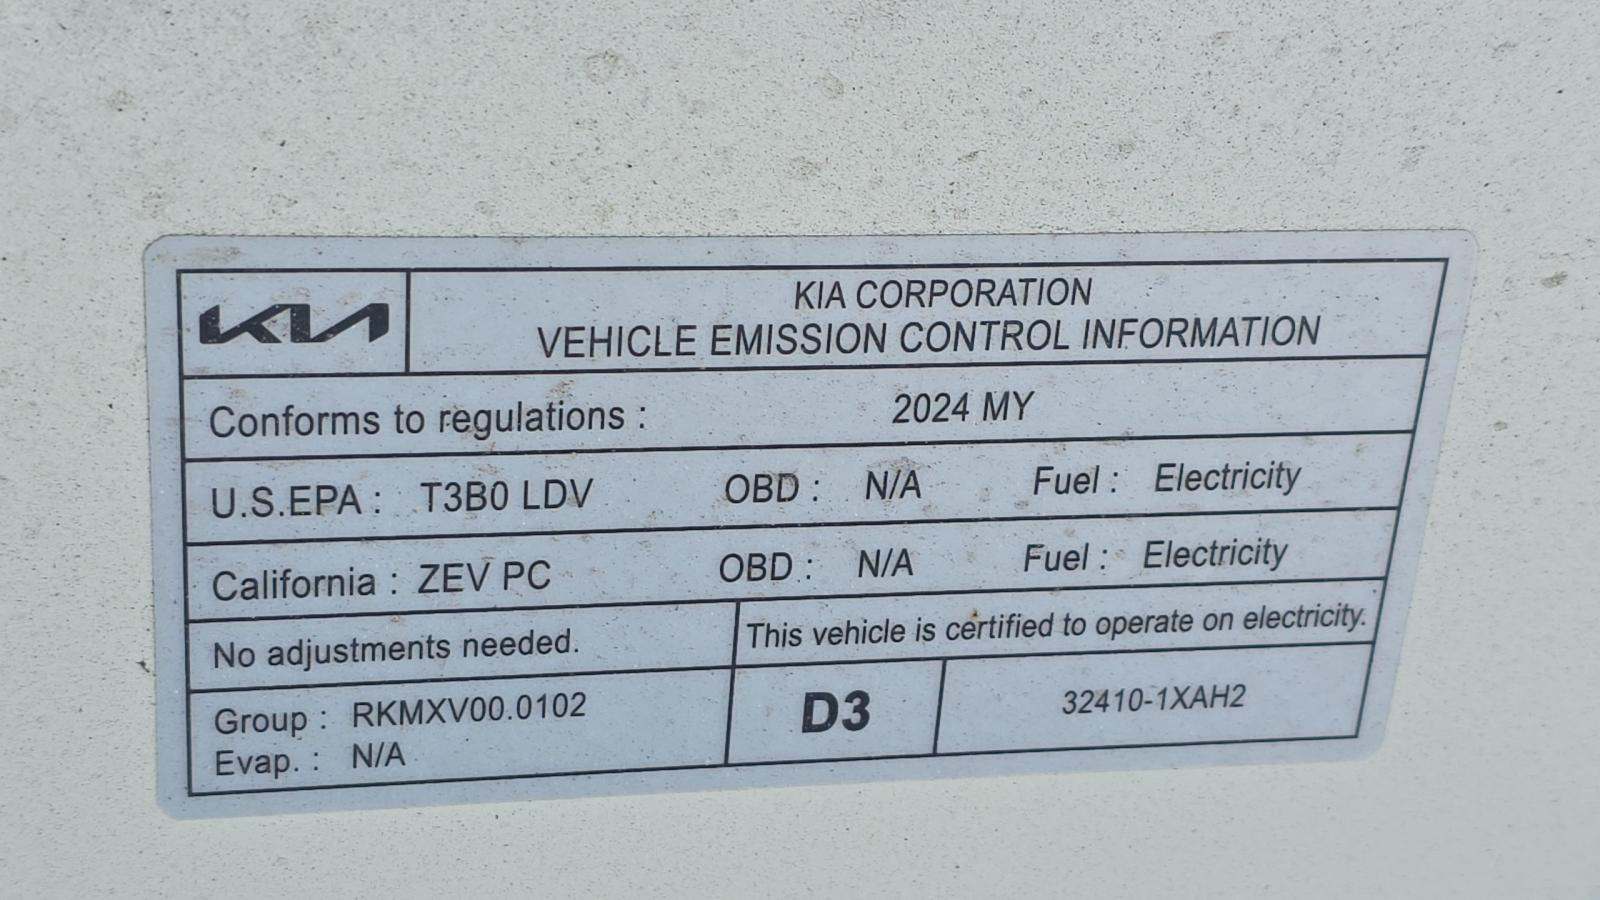 KIA
KIA CORPORATION
VEHICLE EMISSION CONTROL INFORMATION
Conforms to regulations : 2024 MY
U.S.EPA : T3B0 LDV OBD : N/A Fuel : Electricity
California : ZEV PC OBD : N/A Fuel : Electricity
No adjustments needed. This vehicle is certified to operate on electricity.
Group : RKMXV00.0102
Evap. : N/A
D3
32410-1XAH2